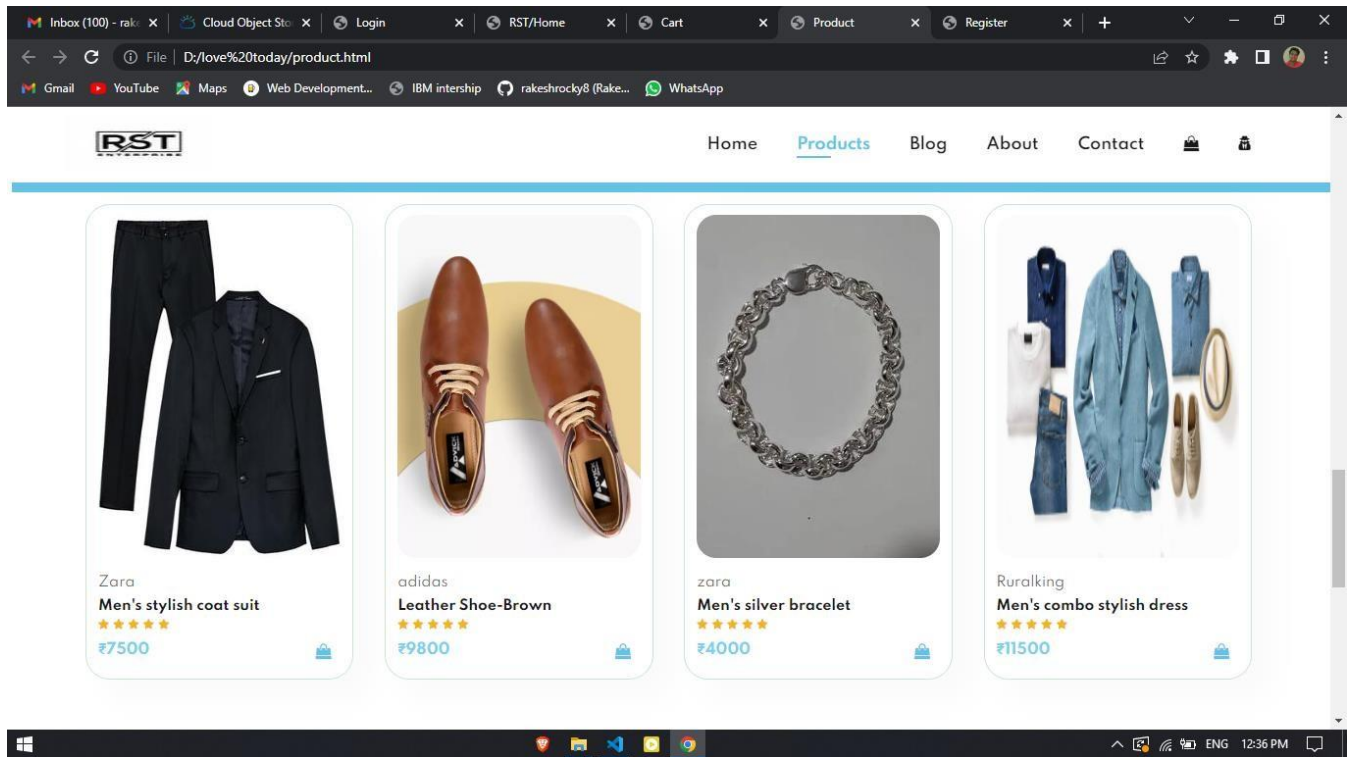 Inbox (100) - rak
Cloud Object Sto
Login
RST/Home
Cart
Product
Register
File
D:/love%20today/product.html
Gmail
YouTube
Maps
Web Development...
IBM intership
rakeshrocky8 (Rake...
WhatsApp
RST
ENTERPRISE
Home
Products
Blog
About
Contact
ADVICK
ADVICK
Zara
Men's stylish coat suit
₹7500
adidas
Leather Shoe-Brown
₹9800
zara
Men's silver bracelet
₹4000
Ruralking
Men's combo stylish dress
₹11500
ENG
12:36 PM